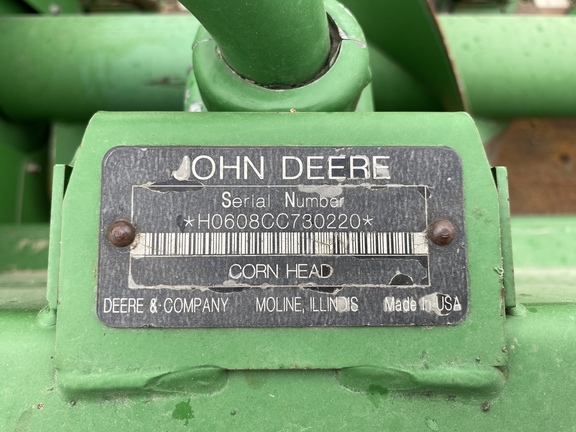 JOHN DEERE
Serial Number
*H0608CC730220*
CORN HEAD
DEERE & COMPANY MOLINE, ILLINOIS Made In USA